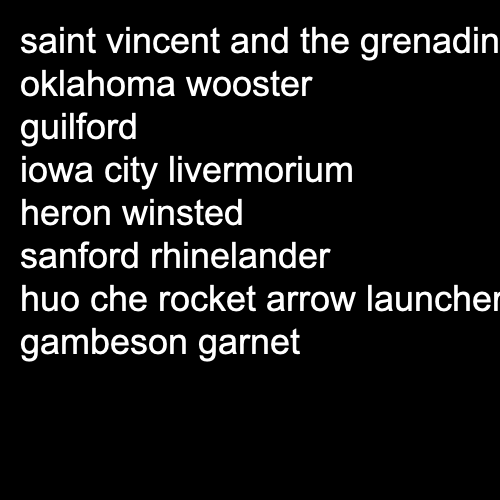 saint vincent and the grenadin
oklahoma wooster
guilford
iowa city livermorium
heron winsted
sanford rhinelander
huo che rocket arrow launcher
gambeson garnet